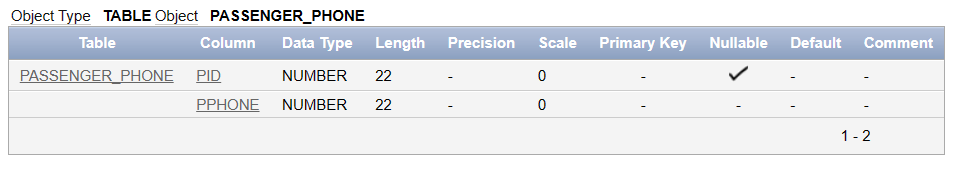 Object Type TABLE Object PASSENGER_PHONE
Table Column Data Type Length Precision Scale Primary Key Nullable Default Comment
PASSENGER_PHONE PID NUMBER 22 - 0 - ✓ - -
PPHONE NUMBER 22 - 0 - - - -
1 - 2